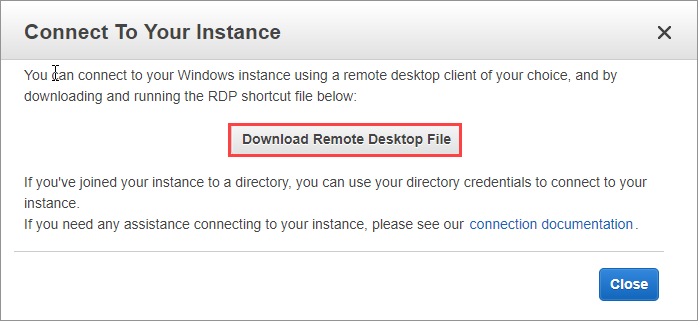 Connect To Your Instance
You can connect to your Windows instance using a remote desktop client of your choice, and by
downloading and running the RDP shortcut file below:
Download Remote Desktop File
If you've joined your instance to a directory, you can use your directory credentials to connect to your
instance.
If you need any assistance connecting to your instance, please see our connection documentation.
Close